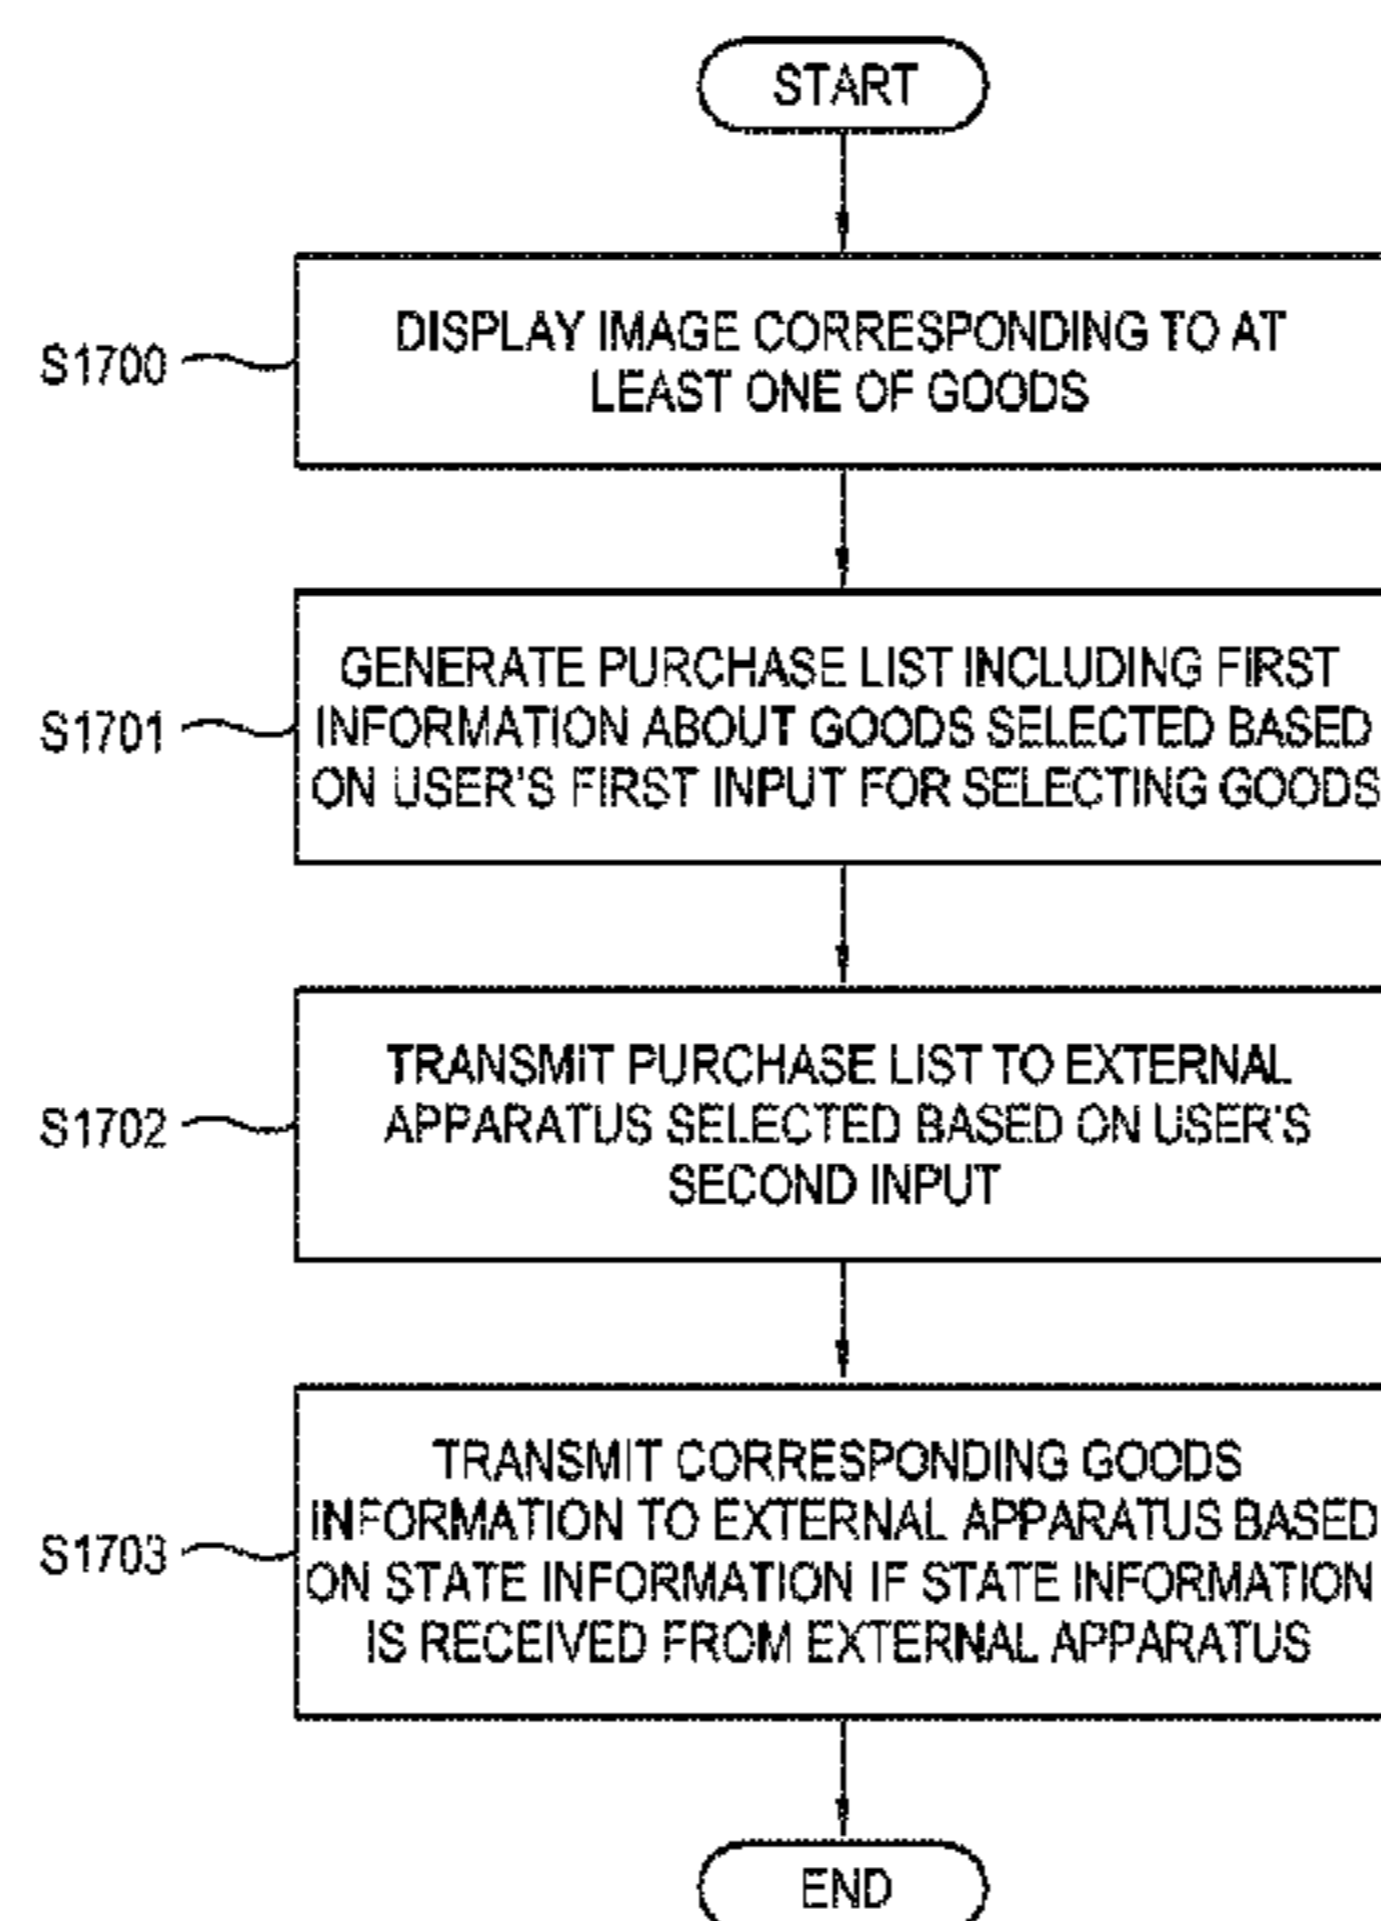 START
S1700
DISPLAY IMAGE CORRESPONDING TO AT
LEAST ONE OF GOODS
S1701
GENERATE PURCHASE LIST INCLUDING FIRST
INFORMATION ABOUT GOODS SELECTED BASED
ON USER'S FIRST INPUT FOR SELECTING GOODS
S1702
TRANSMIT PURCHASE LIST TO EXTERNAL
APPARATUS SELECTED BASED ON USER'S
SECOND INPUT
S1703
TRANSMIT CORRESPONDING GOODS
INFORMATION TO EXTERNAL APPARATUS BASED
ON STATE INFORMATION IF STATE INFORMATION
IS RECEIVED FROM EXTERNAL APPARATUS
END